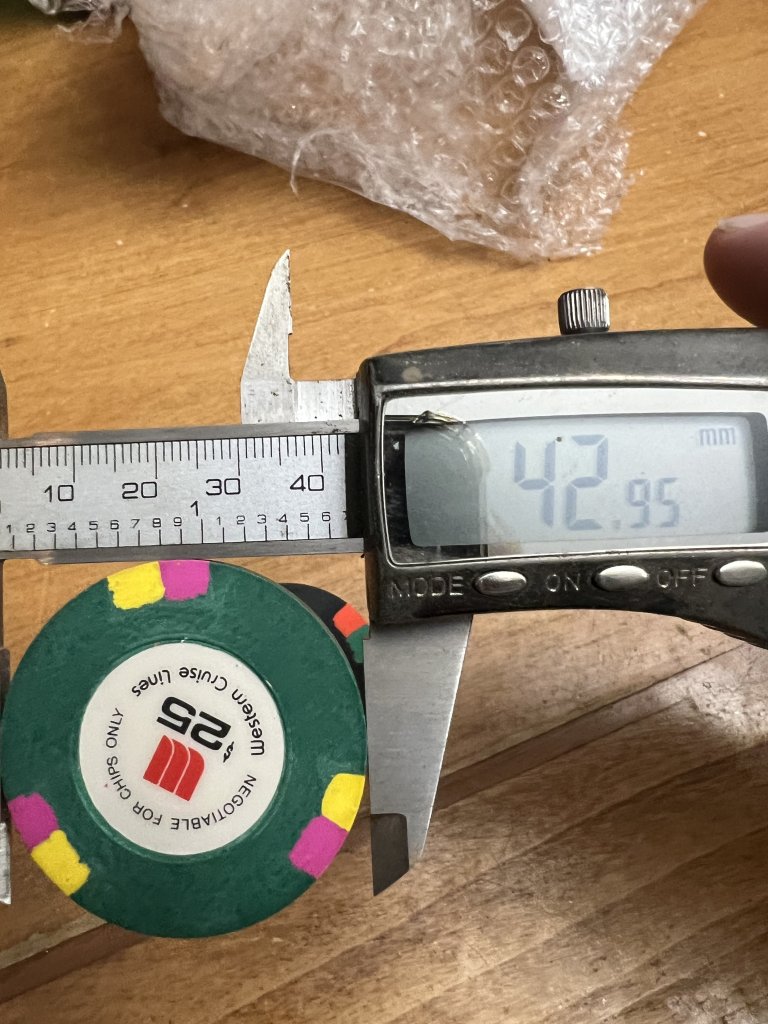 mm
42.95
10 20 30 40
1
1 2 3 4 5 6 7 8 9 1 2 3 4 5 6
MODE ON OFF
Western Cruise Lines
$25
NEGOTIABLE FOR CHIPS ONLY